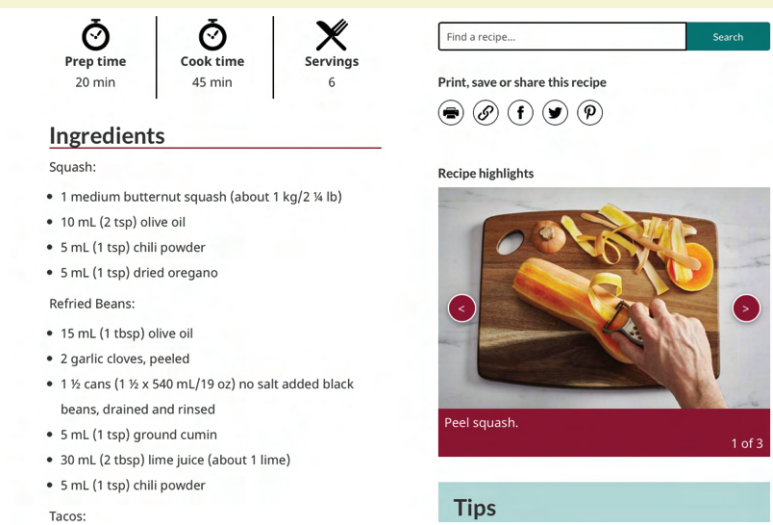 Prep time
20 min
Cook time
45 min
Servings
6
Ingredients
Squash:
• 1 medium butternut squash (about 1 kg/2 ¼ lb)
• 10 mL (2 tsp) olive oil
• 5 mL (1 tsp) chili powder
• 5 mL (1 tsp) dried oregano
Refried Beans:
• 15 mL (1 tbsp) olive oil
• 2 garlic cloves, peeled
• 1 ½ cans (1 ½ x 540 mL/19 oz) no salt added black
beans, drained and rinsed
• 5 mL (1 tsp) ground cumin
• 30 mL (2 tbsp) lime juice (about 1 lime)
• 5 mL (1 tsp) chili powder
Tacos:
Find a recipe...
Search
Print, save or share this recipe
Recipe highlights
< >
Peel squash.
1 of 3
Tips